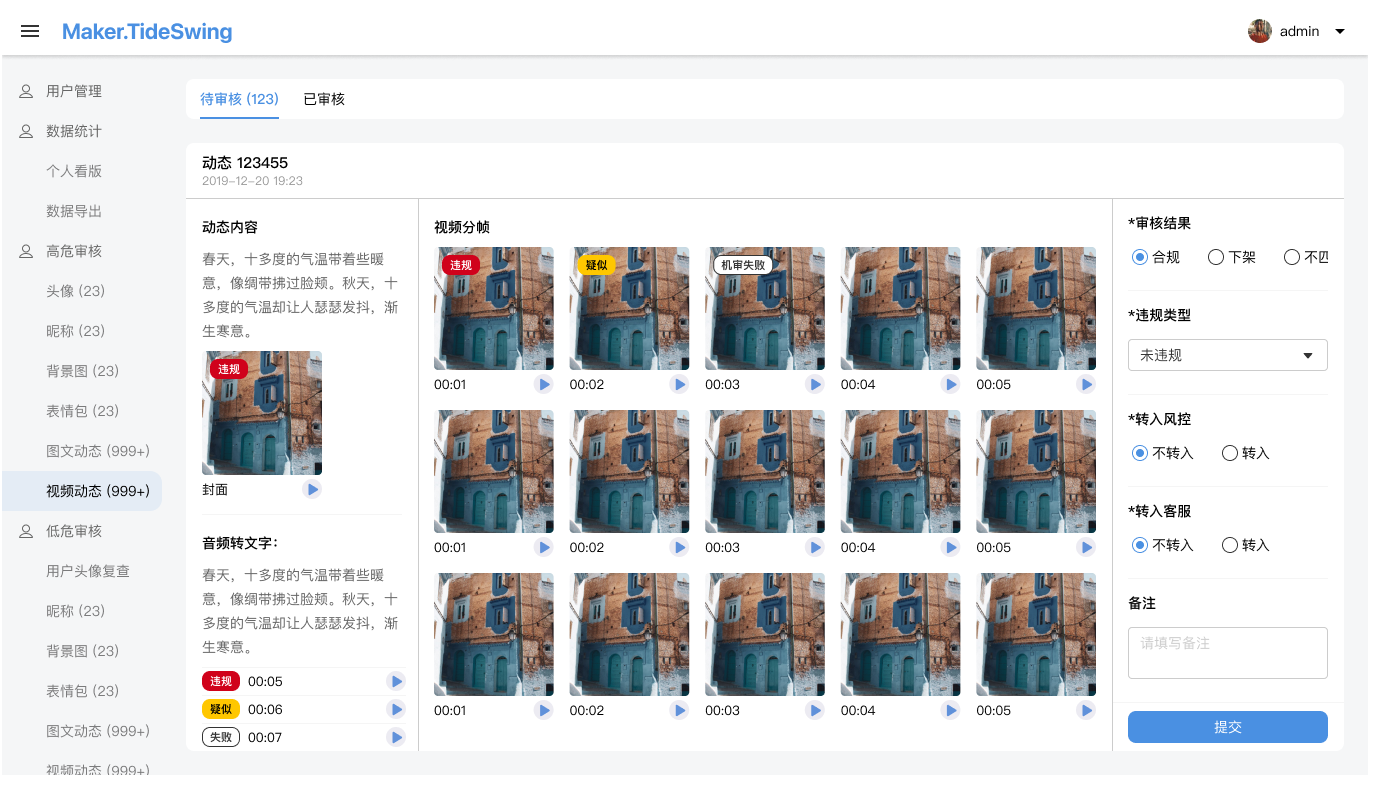 Maker.TideSwing
admin
用户管理
数据统计
个人看版
数据导出
高危审核
头像 (23)
昵称 (23)
背景图 (23)
表情包 (23)
图文动态 (999+)
视频动态 (999+)
低危审核
用户头像复查
昵称 (23)
背景图 (23)
表情包 (23)
图文动态 (999+)
视频动态 (999+)
待审核 (123) 已审核
动态 123455
2019-12-20 19:23
动态内容
春天，十多度的气温带着些暖
意，像绸带拂过脸颊。秋天，十
多度的气温却让人瑟瑟发抖，渐
生寒意。
违规
封面
音频转文字：
春天，十多度的气温带着些暖
意，像绸带拂过脸颊。秋天，十
多度的气温却让人瑟瑟发抖，渐
生寒意。
违规 00:05
疑似 00:06
失败 00:07
视频分帧
违规 疑似 机审失败
00:01 00:02 00:03 00:04 00:05
00:01 00:02 00:03 00:04 00:05
00:01 00:02 00:03 00:04 00:05
*审核结果
合规 下架 不匹
*违规类型
未违规
*转入风控
不转入 转入
*转入客服
不转入 转入
备注
请填写备注
提交